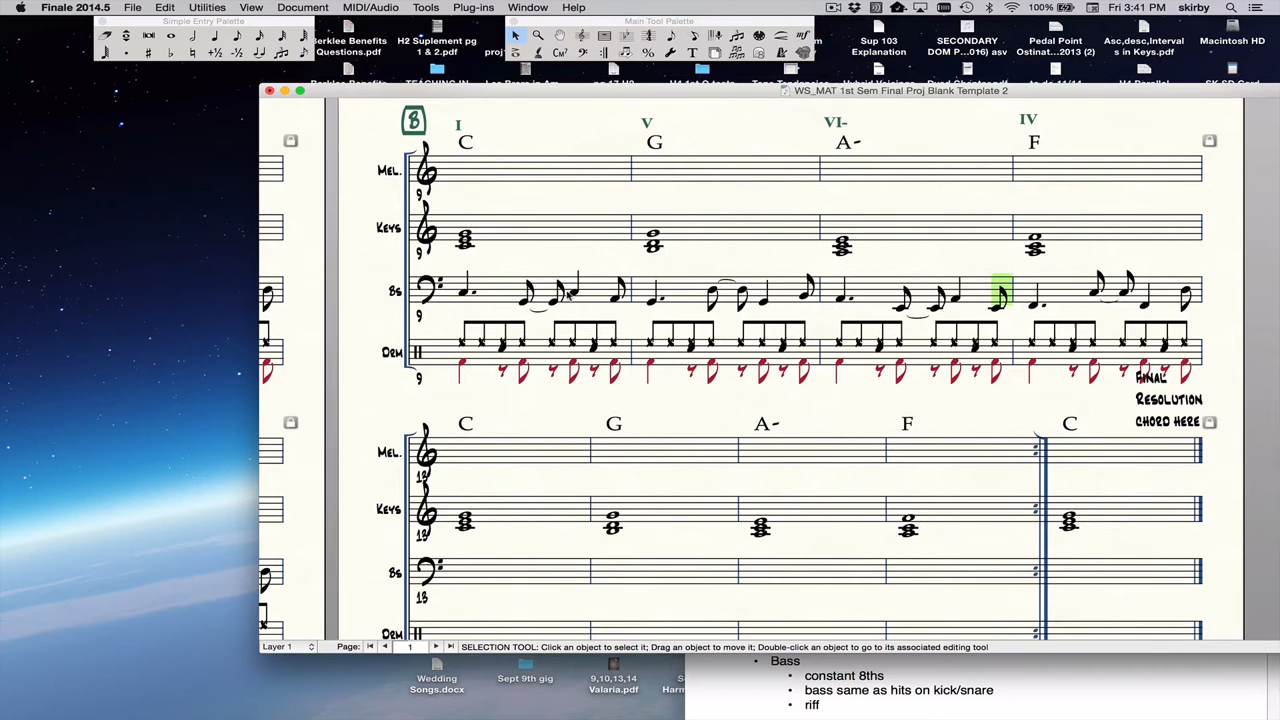 Finale 2014.5 File Edit Utilities View Document MIDI/Audio Tools Plug-ins Window Help 100% Fri 3:41 PM skirby
Simple Entry Palette Main Tool Palette
Berklee Benefits Questions.pdf
H2 Suplement pg 1 & 2.pdf
Sup 103 Explanation
SECONDARY DOM P...016) asv
Pedal Point Ostina...2013 (2)
Asc,desc,Intervals in Keys.pdf
Macintosh HD
WS_MAT 1st Sem Final Proj Blank Template 2
B
I V VI- IV
C G A- F
Mel.
9
Keys
9
Bs
9
Drm
9
Final
Resolution
chord here
C G A- F C
Mel.
13
Keys
13
Bs
13
Drm
Layer 1 Page: 1 SELECTION TOOL: Click an object to select it; Drag an object to move it; Double-click an object to go to its associated editing tool
Wedding Songs.docx
Sept 9th gig
9,10,13,14 Valaria.pdf
• Bass
• constant 8ths
• bass same as hits on kick/snare
• riff